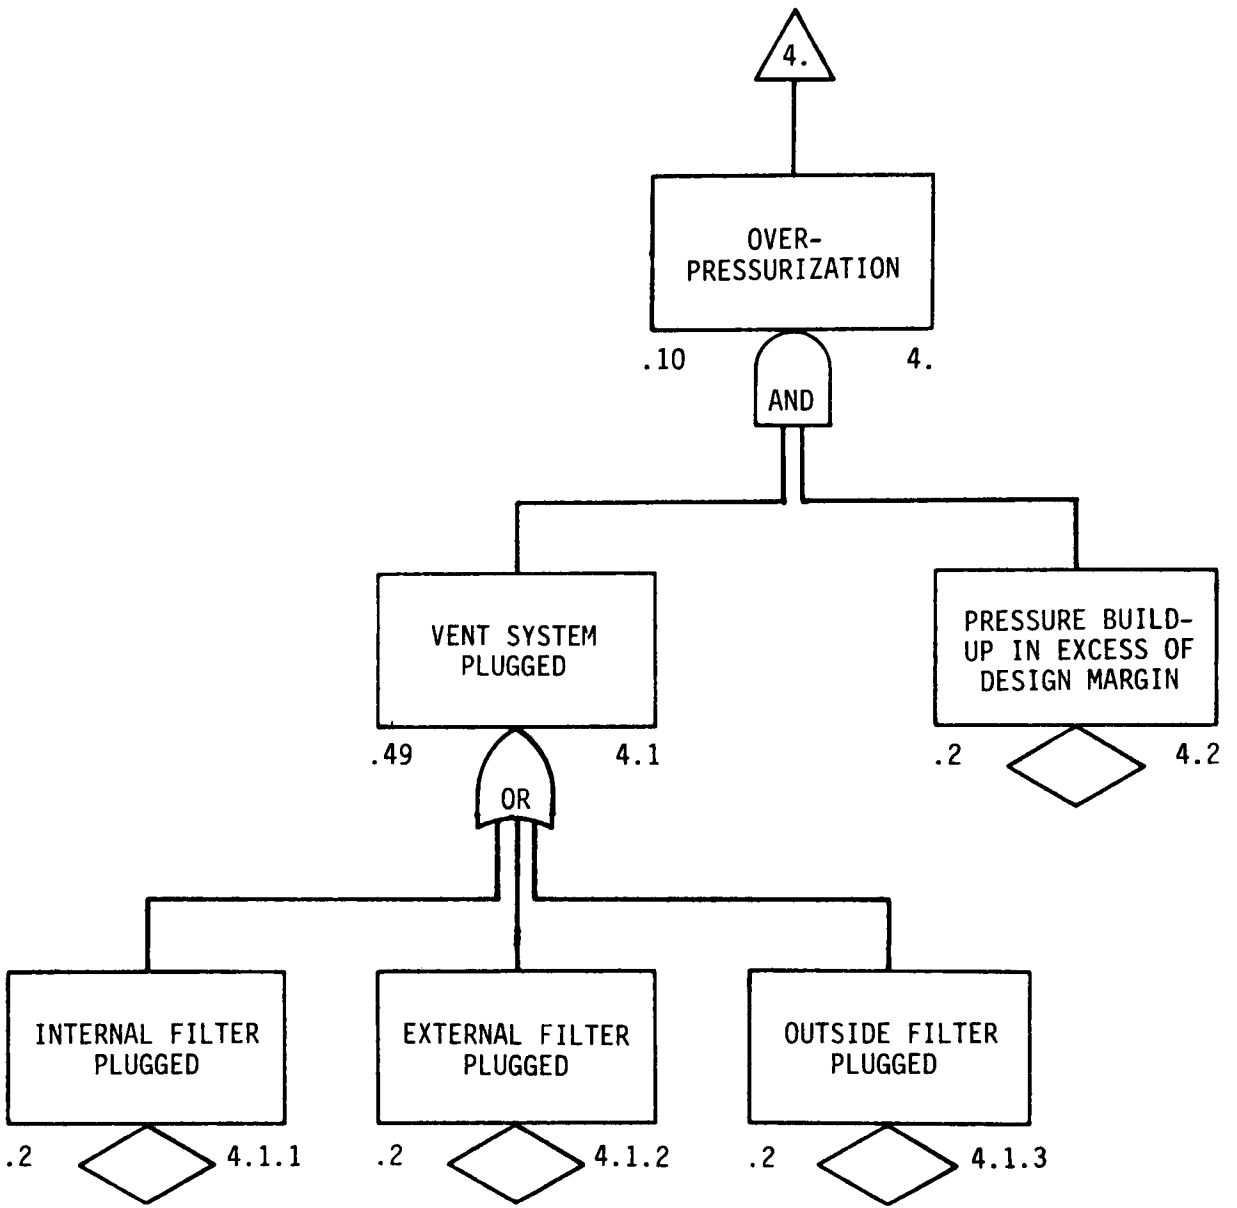 4.
OVER-
PRESSURIZATION
.10
4.
AND
VENT SYSTEM
PLUGGED
PRESSURE BUILD-
UP IN EXCESS OF
DESIGN MARGIN
.49
4.1
.2
4.2
OR
INTERNAL FILTER
PLUGGED
EXTERNAL FILTER
PLUGGED
OUTSIDE FILTER
PLUGGED
.2
4.1.1
.2
4.1.2
.2
4.1.3